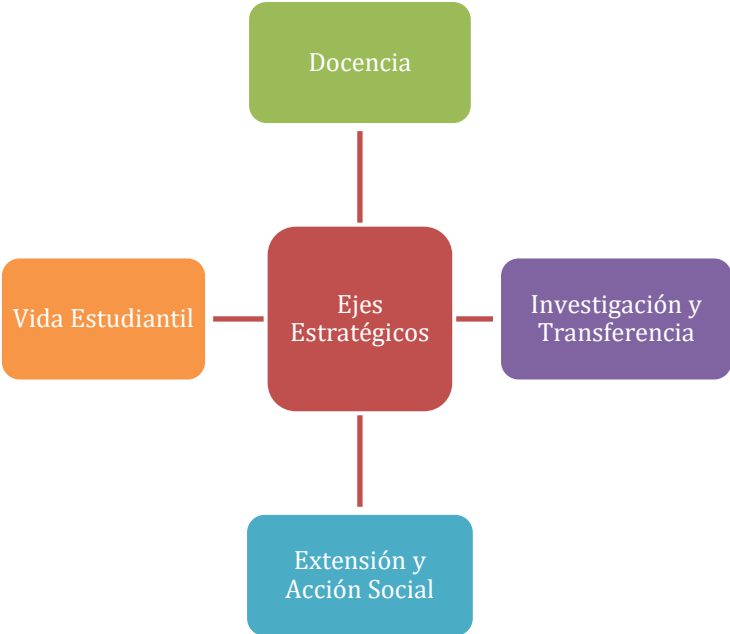 Docencia
Vida Estudiantil
Ejes
Estratégicos
Investigación y
Transferencia
Extensión y
Acción Social